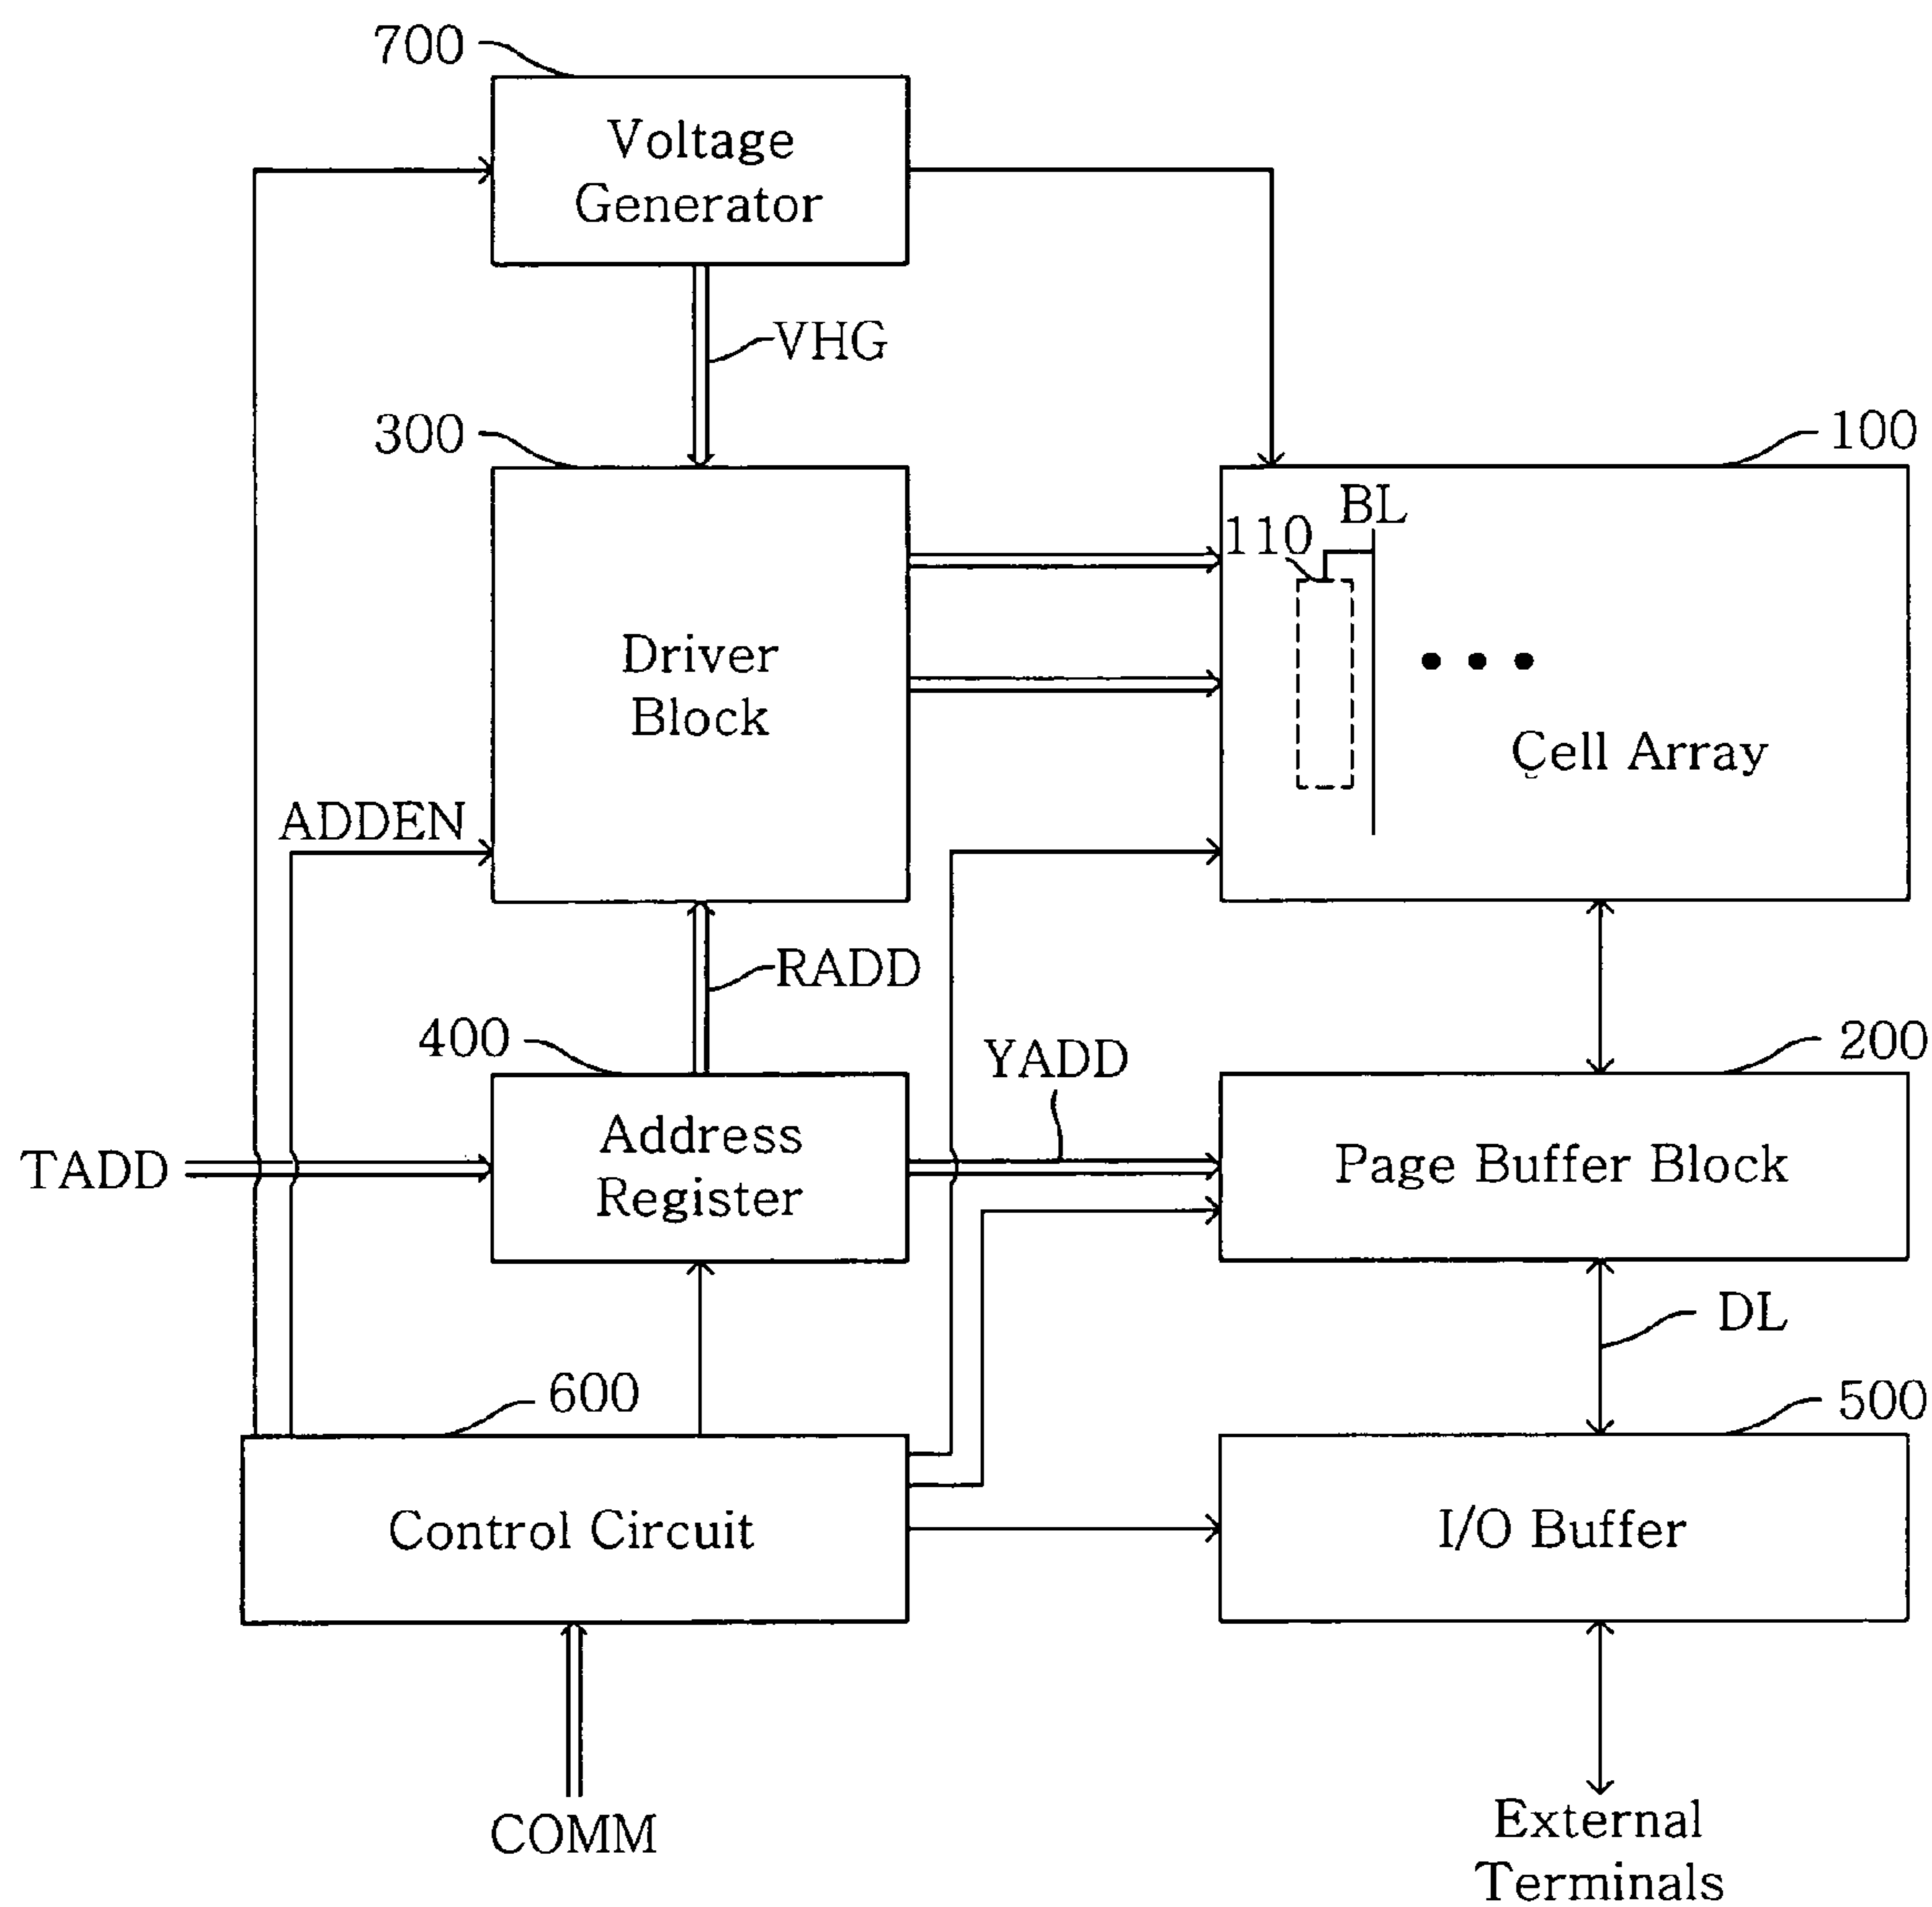 700
Voltage
Generator
VHG
300
100
BL
110
Driver
Block
Cell Array
ADDEN
RADD
400
YADD
200
TADD
Address
Register
Page Buffer Block
DL
600
500
Control Circuit
I/O Buffer
COMM
External
Terminals